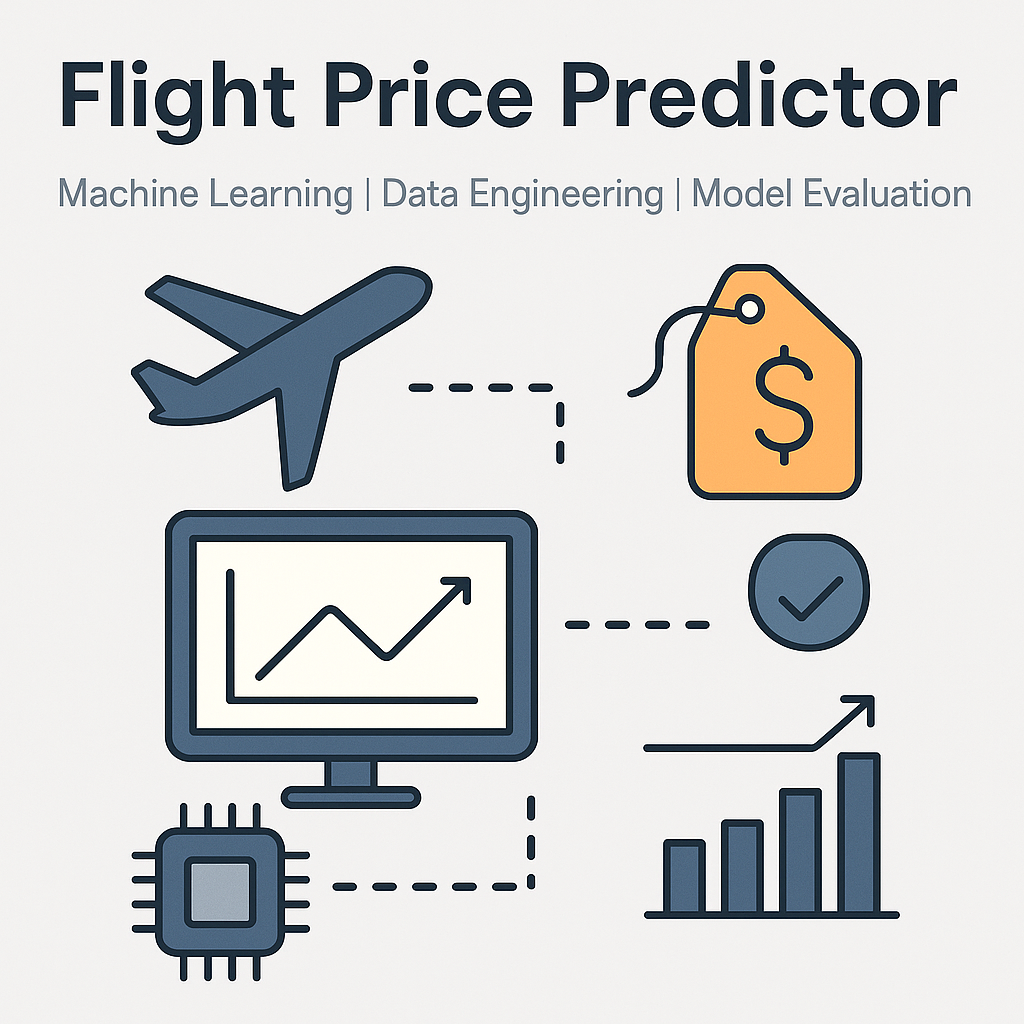 Flight Price Predictor
Machine Learning | Data Engineering | Model Evaluation
$